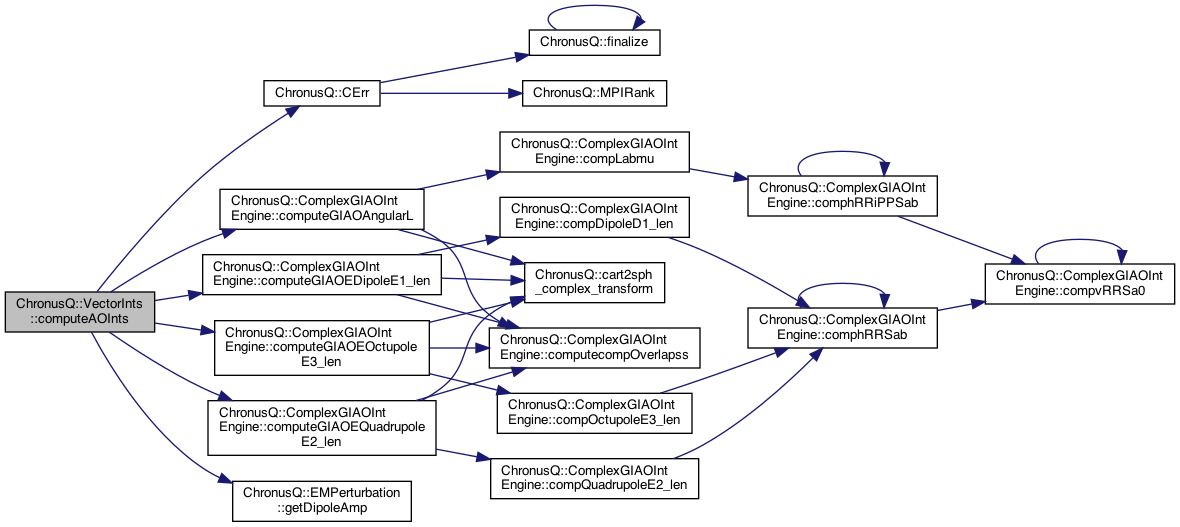 ChronusQ::VectorInts
::computeAOInts
ChronusQ::CErr
ChronusQ::finalize
ChronusQ::MPIRank
ChronusQ::ComplexGIAOInt
Engine::computeGIAOAngularL
ChronusQ::ComplexGIAOInt
Engine::compLabmu
ChronusQ::ComplexGIAOInt
Engine::comphRRiPPSab
ChronusQ::ComplexGIAOInt
Engine::compvRRSa0
ChronusQ::ComplexGIAOInt
Engine::computeGIAOEDipoleE1_len
ChronusQ::ComplexGIAOInt
Engine::compDipoleD1_len
ChronusQ::cart2sph
_complex_transform
ChronusQ::ComplexGIAOInt
Engine::comphRRSab
ChronusQ::ComplexGIAOInt
Engine::computeGIAOEOctupole
E3_len
ChronusQ::ComplexGIAOInt
Engine::computecompOverlapss
ChronusQ::ComplexGIAOInt
Engine::compOctupoleE3_len
ChronusQ::ComplexGIAOInt
Engine::computeGIAOEQuadrupole
E2_len
ChronusQ::ComplexGIAOInt
Engine::compQuadrupoleE2_len
ChronusQ::EMPerturbation
::getDipoleAmp